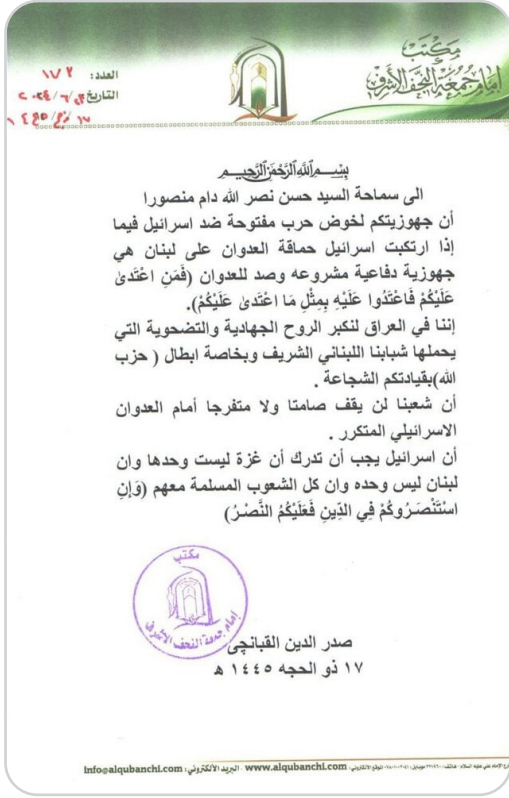 مكتب
إمام جمعة النجف الأشرف
العدد: ١٧٢
التاريخ
بسم الله الرحمن الرحيم
الى سماحة السيد حسن نصر الله دام منصورا
أن جهوزيتكم لخوض حرب مفتوحة ضد اسرائيل فيما
إذا ارتكبت اسرائيل حماقة العدوان على لبنان هي
جهوزية دفاعية مشروعه وصد للعدوان (فَمَنِ اعْتَدىٰ
عَلَيْكُمْ فَاعْتَدُوا عَلَيْهِ بِمِثْلِ مَا اعْتَدىٰ عَلَيْكُمْ).
إننا في العراق لنكبر الروح الجهادية والتضحوية التي
يحملها شبابنا اللبناني الشريف وبخاصة ابطال ( حزب
الله)بقيادتكم الشجاعة .
أن شعبنا لن يقف صامتا ولا متفرجا أمام العدوان
الاسرائيلي المتكرر .
أن اسرائيل يجب أن تدرك أن غزة ليست وحدها وان
لبنان ليس وحده وان كل الشعوب المسلمة معهم (وَإِنِ
اسْتَنْصَرُوكُمْ فِي الدِّينِ فَعَلَيْكُمُ النَّصْرُ)
مكتب
إمام جمعة النجف الأشرف
صدر الدين القبانچي
١٧ ذو الحجه ١٤٤٥ هـ
الموقع الالكتروني: www.alqubanchi.com البريد الألكتروني: info@alqubanchi.com